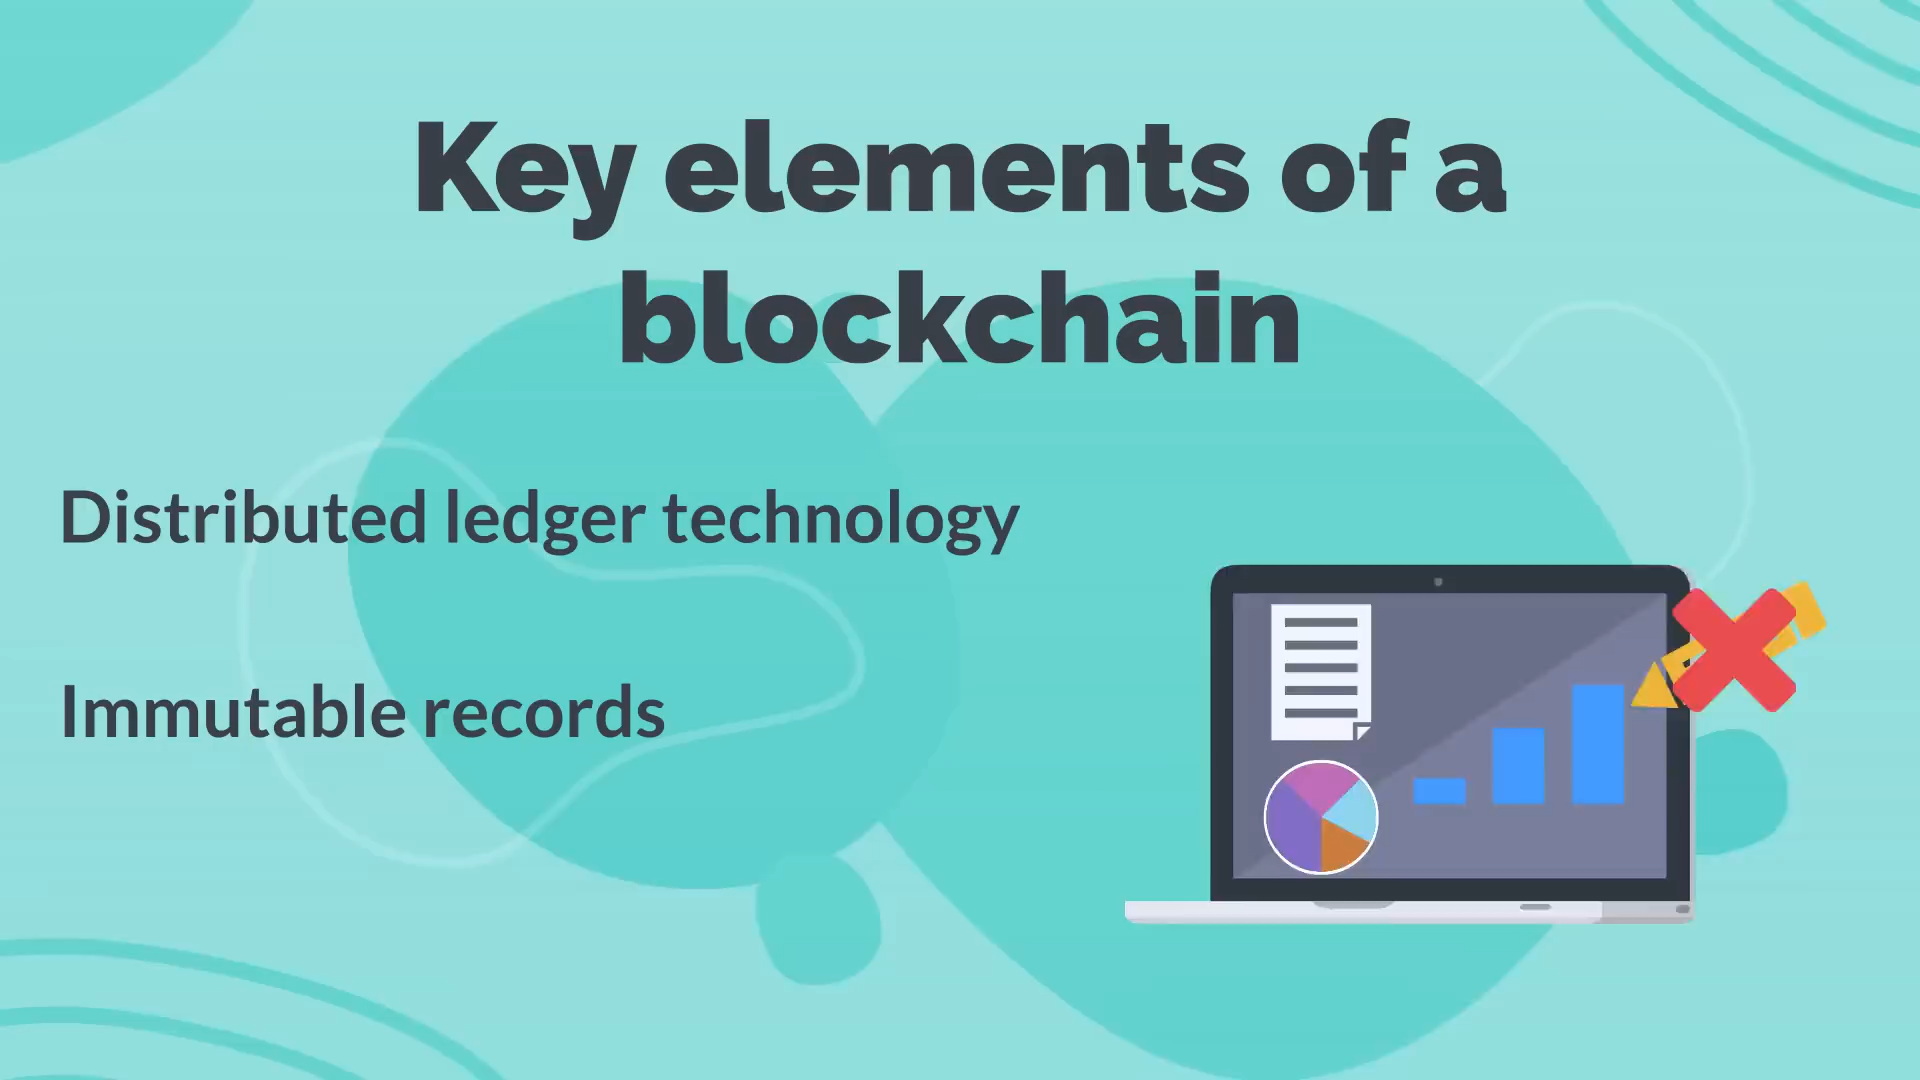 Key elements of a
blockchain
Distributed ledger technology
Immutable records